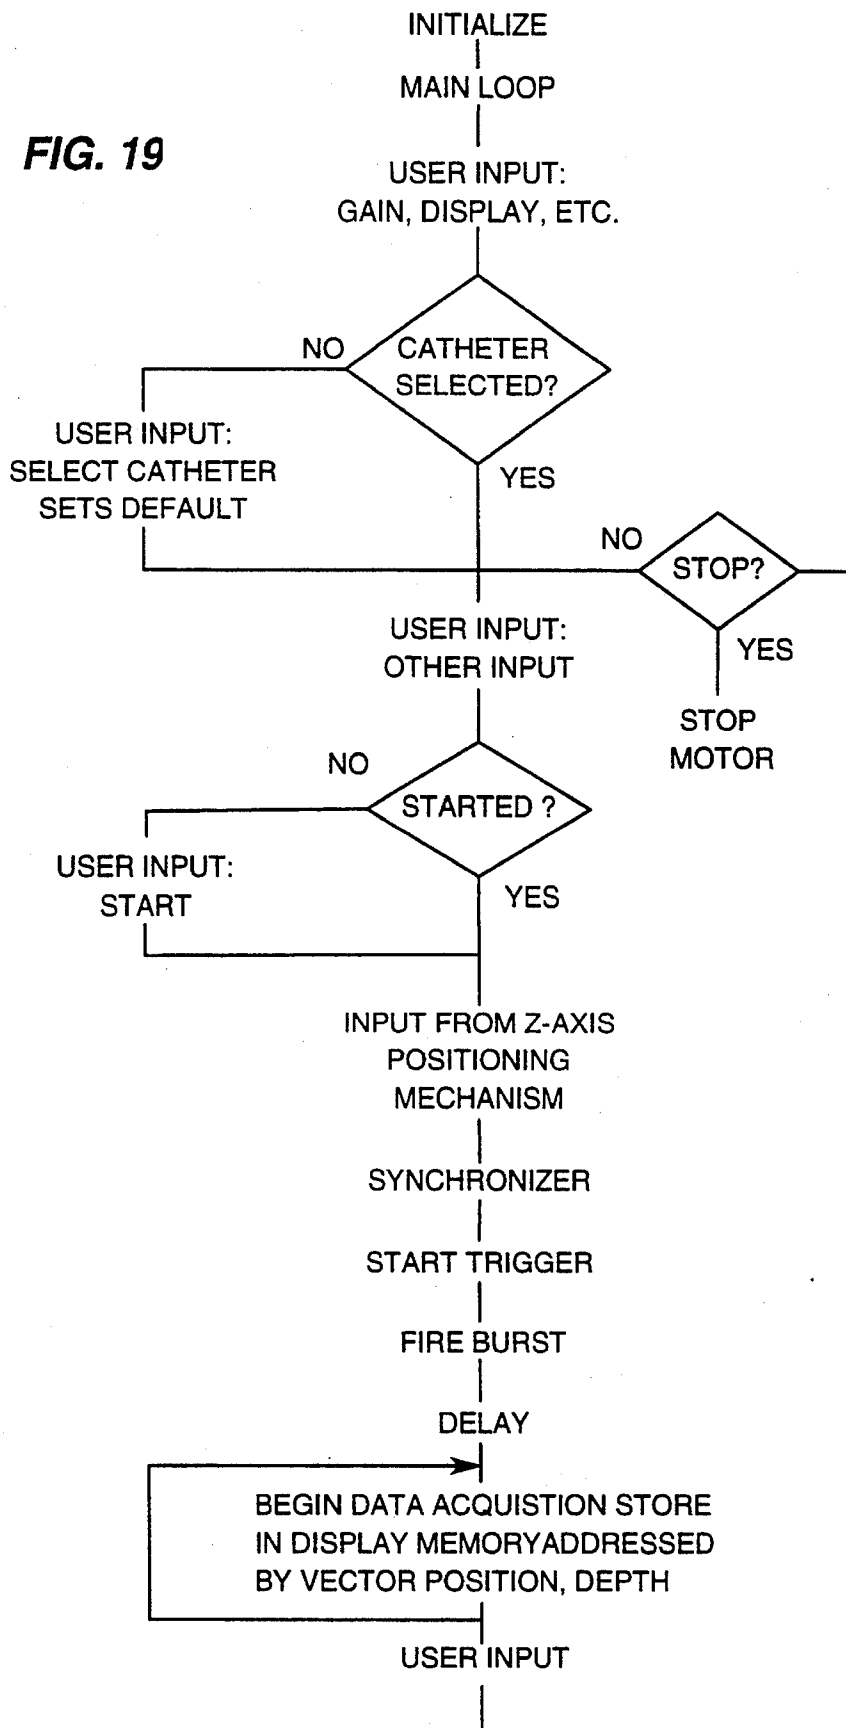 INITIALIZE
MAIN LOOP
FIG. 19
USER INPUT:
GAIN, DISPLAY, ETC.
NO
CATHETER
SELECTED?
USER INPUT:
SELECT CATHETER
SETS DEFAULT
YES
NO
STOP?
USER INPUT:
OTHER INPUT
YES
STOP
MOTOR
NO
STARTED ?
USER INPUT:
START
YES
INPUT FROM Z-AXIS
POSITIONING
MECHANISM
SYNCHRONIZER
START TRIGGER
FIRE BURST
DELAY
BEGIN DATA ACQUISTION STORE
IN DISPLAY MEMORYADDRESSED
BY VECTOR POSITION, DEPTH
USER INPUT